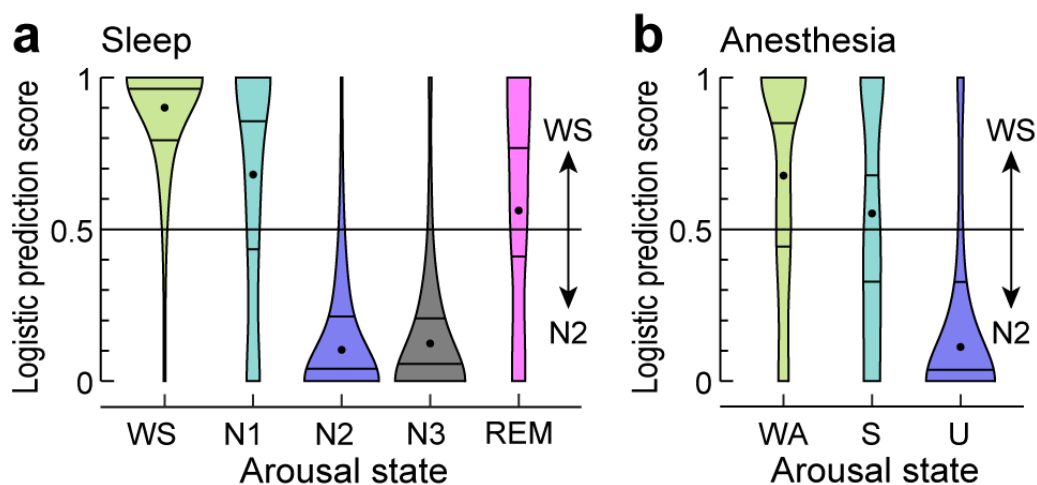 a Sleep
Logistic prediction score
1
0.5
0
WS
N2
WS N1 N2 N3 REM
Arousal state
b Anesthesia
Logistic prediction score
1
0.5
0
WS
N2
WA S U
Arousal state